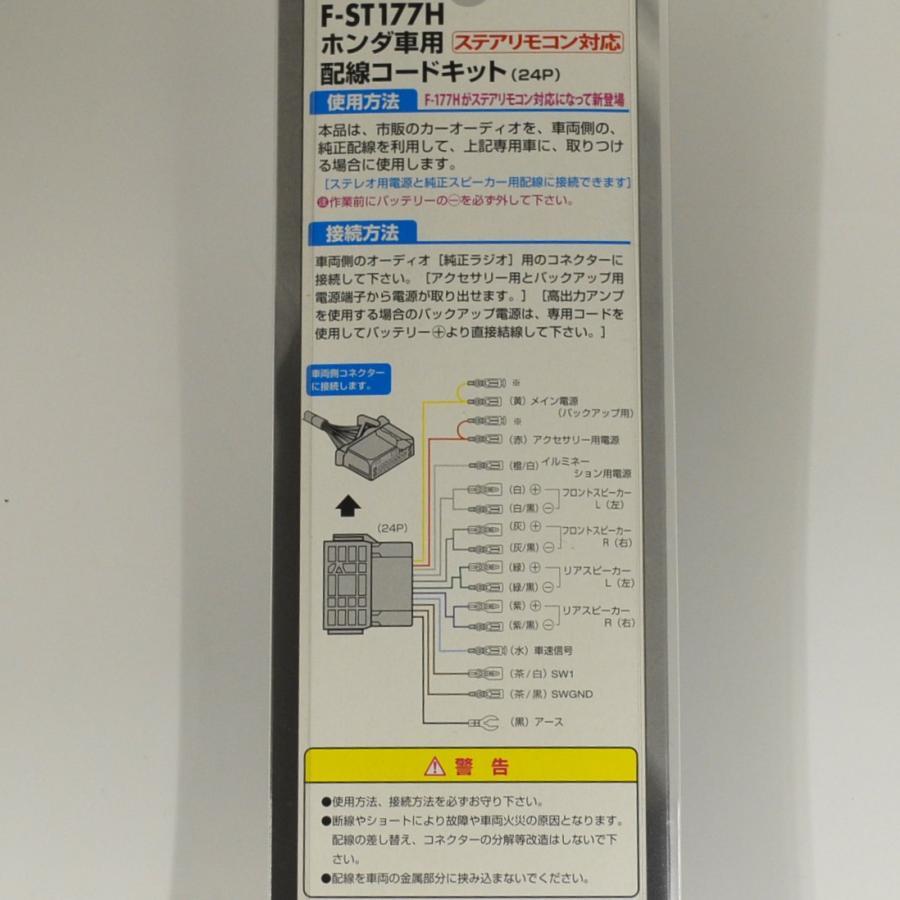 F-ST177H
ホンダ車用 ステアリモコン対応
配線コードキット(24P)
使用方法 F-177Hがステアリモコン対応になって新登場
本品は、市販のカーオーディオを、車両側の、
純正配線を利用して、上記専用車に、取りつけ
る場合に使用します。
[ステレオ用電源と純正スピーカー用配線に接続できます]
注作業前にバッテリーの⊖を必ず外して下さい。
接続方法
車両側のオーディオ[純正ラジオ]用のコネクターに
接続して下さい。[アクセサリー用とバックアップ用
電源端子から電源が取り出せます。][高出力アンプ
を使用する場合のバックアップ電源は、専用コードを
使用してバッテリー⊕より直接結線して下さい。]
車両側コネクター
に接続します。
※
(黄)メイン電源
(バックアップ用)
※
(赤)アクセサリー用電源
(橙/白)イルミネー
ション用電源
(白)⊕ フロントスピーカー
(白/黒)⊖ L(左)
(24P)
(灰)⊕ フロントスピーカー
(灰/黒)⊖ R(右)
(緑)⊕ リアスピーカー
(緑/黒)⊖ L(左)
(紫)⊕ リアスピーカー
(紫/黒)⊖ R(右)
(水)車速信号
(茶/白)SW1
(茶/黒)SWGND
(黒)アース
警告
●使用方法、接続方法を必ずお守り下さい。
●断線やショートにより故障や車両火災の原因となります。
配線の差し替え、コネクターの分解等改造はしないで下
さい。
●配線を車両の金属部分に挟み込まないでください。